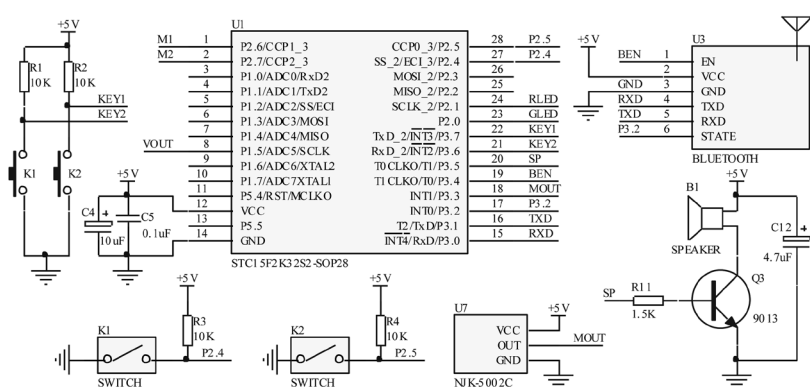 +5V
R1
10K
R2
10K
KEY1
KEY2
K1
K2
U1
M1 1 P2.6/CCP1_3 CCP0_3/P2.5 28 P2.5
M2 2 P2.7/CCP2_3 SS_2/ECI_3/P2.4 27 P2.4
3 P1.0/ADC0/RxD2 MOSI_2/P2.3 26
4 P1.1/ADC1/TxD2 MISO_2/P2.2 25
5 P1.2/ADC2/SS/ECI SCLK_2/P2.1 24 RLED
6 P1.3/ADC3/MOSI P2.0 23 GLED
7 P1.4/ADC4/MISO TxD_2/INT3/P3.7 22 KEY1
VOUT 8 P1.5/ADC5/SCLK RxD_2/INT2/P3.6 21 KEY2
9 P1.6/ADC6/XTAL2 T0CLKO/T1/P3.5 20 SP
10 P1.7/ADC7XTAL1 T1CLKO/T0/P3.4 19 BEN
11 P5.4/RST/MCLKO INT1/P3.3 18 MOUT
12 VCC INT0/P3.2 17 P3.2
13 P5.5 T2/TxD/P3.1 16 TXD
14 GND INT4/RxD/P3.0 15 RXD
STC15F2K32S2-SOP28
+5V
C4
+
10uF
C5
0.1uF
U3
+5V
BEN 1 EN
2 VCC
GND 3 GND
RXD 4 TXD
TXD 5 RXD
P3.2 6 STATE
BLUETOOTH
+5V
B1
SPEAKER
C12
+
4.7uF
SP
R11
1.5K
Q3
9013
+5V
K1
R3
10K
P2.4
SWITCH
+5V
K2
R4
10K
P2.5
SWITCH
U7
+5V
VCC
OUT
MOUT
GND
NJK-5002C